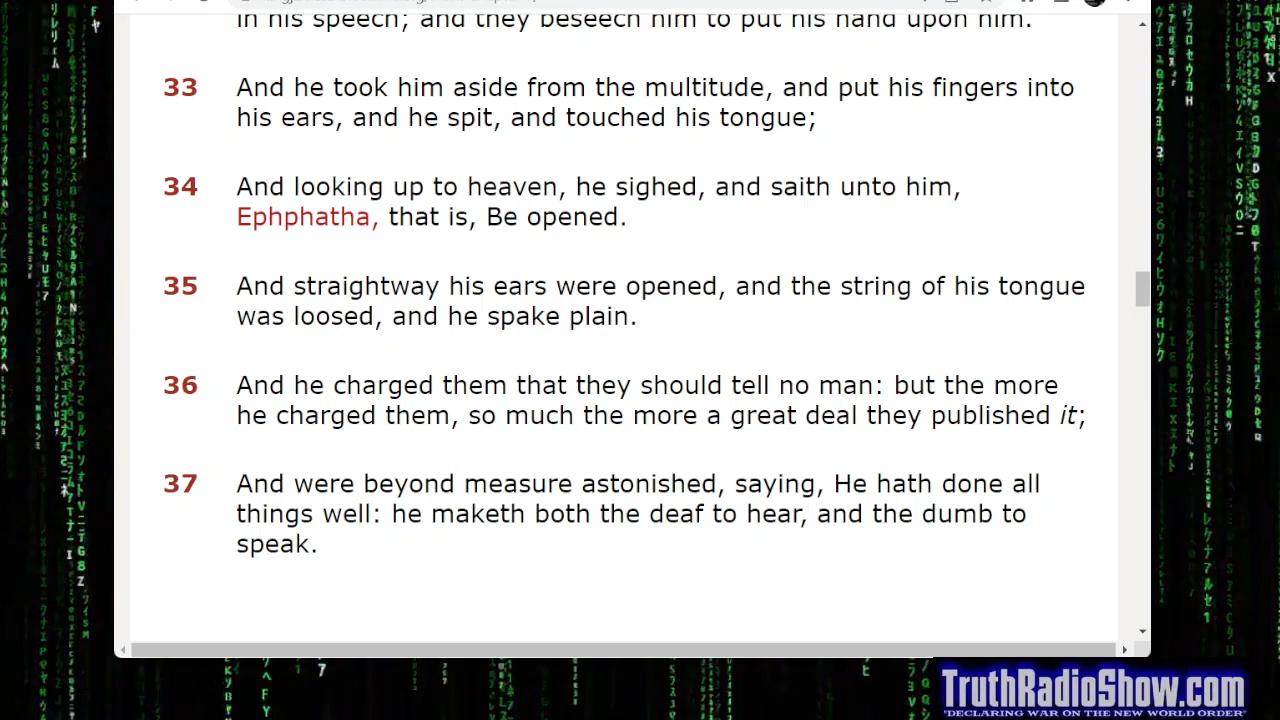 in his speech; and they beseech him to put his hand upon him.
33 And he took him aside from the multitude, and put his fingers into
his ears, and he spit, and touched his tongue;
34 And looking up to heaven, he sighed, and saith unto him,
Ephphatha, that is, Be opened.
35 And straightway his ears were opened, and the string of his tongue
was loosed, and he spake plain.
36 And he charged them that they should tell no man: but the more
he charged them, so much the more a great deal they published it;
37 And were beyond measure astonished, saying, He hath done all
things well: he maketh both the deaf to hear, and the dumb to
speak.
TruthRadioShow.com
"DECLARING WAR ON THE NEW WORLD ORDER"